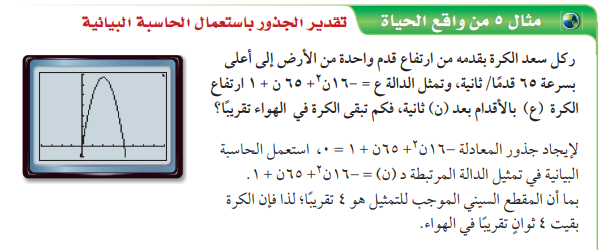 مثال ٥ من واقع الحياة تقدير الجذور باستعمال الحاسبة البيانية
ركل سعد الكرة بقدمه من ارتفاع قدم واحدة من الأرض إلى أعلى
بسرعة ٦٥ قدمًا/ ثانية، وتمثل الدالة ع = −١٦ن٢ + ٦٥ ن + ١ ارتفاع
الكرة (ع) بالأقدام بعد (ن) ثانية، فكم تبقى الكرة في الهواء تقريبًا؟
لإيجاد جذور المعادلة −١٦ن٢ + ٦٥ن + ١ = ٠، استعمل الحاسبة
البيانية في تمثيل الدالة المرتبطة د (ن) = −١٦ن٢ + ٦٥ن + ١.
بما أن المقطع السيني الموجب للتمثيل هو ٤ تقريبًا؛ لذا فإن الكرة
بقيت ٤ ثوانٍ تقريبًا في الهواء.